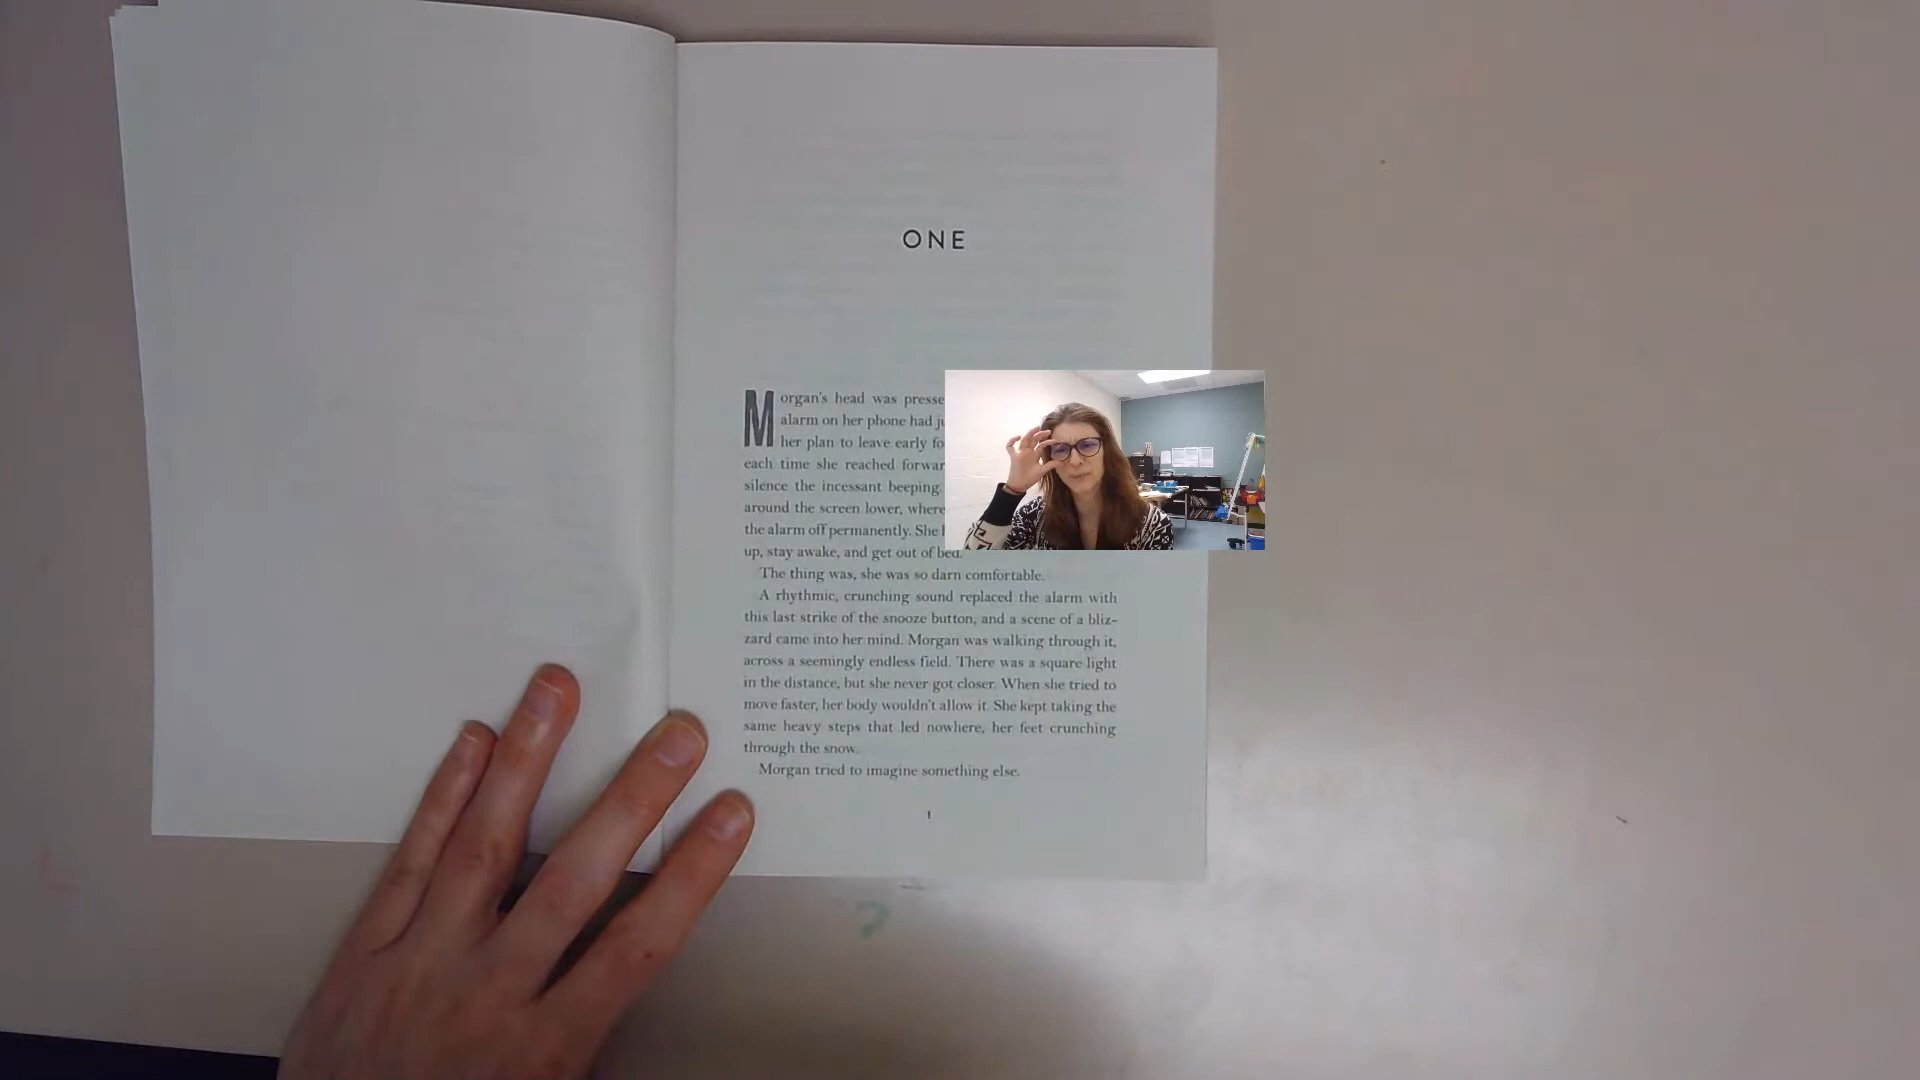 ONE
Morgan's head was presse
alarm on her phone had ju
her plan to leave early fo
each time she reached forwar
silence the incessant beeping.
around the screen lower, where
the alarm off permanently. She
up, stay awake, and get out of bed.
The thing was, she was so darn comfortable.
A rhythmic, crunching sound replaced the alarm with
this last strike of the snooze button, and a scene of a bliz-
zard came into her mind. Morgan was walking through it,
across a seemingly endless field. There was a square light
in the distance, but she never got closer. When she tried to
move faster, her body wouldn't allow it. She kept taking the
same heavy steps that led nowhere, her feet crunching
through the snow.
Morgan tried to imagine something else.
1
?